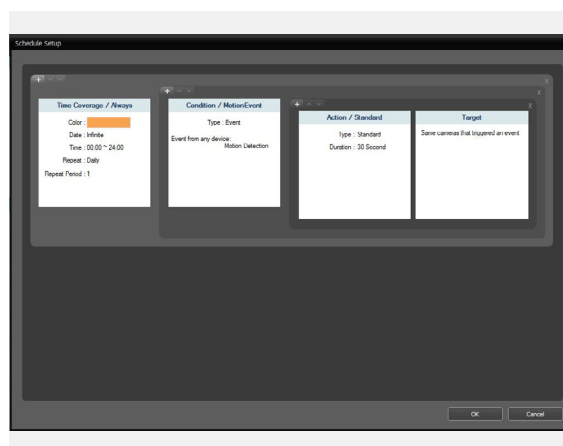 Schedule Setup
+
x
+
x
+
x
Time Coverage / Always
Color :
Date : Infinite
Time : 00:00 ~ 24:00
Repeat : Daily
Repeat Period : 1
Condition / MotionEvent
Type : Event
Event from any device:
Motion Detection
Action / Standard
Type : Standard
Duration : 30 Second
Target
Same cameras that triggered an event
OK
Cancel